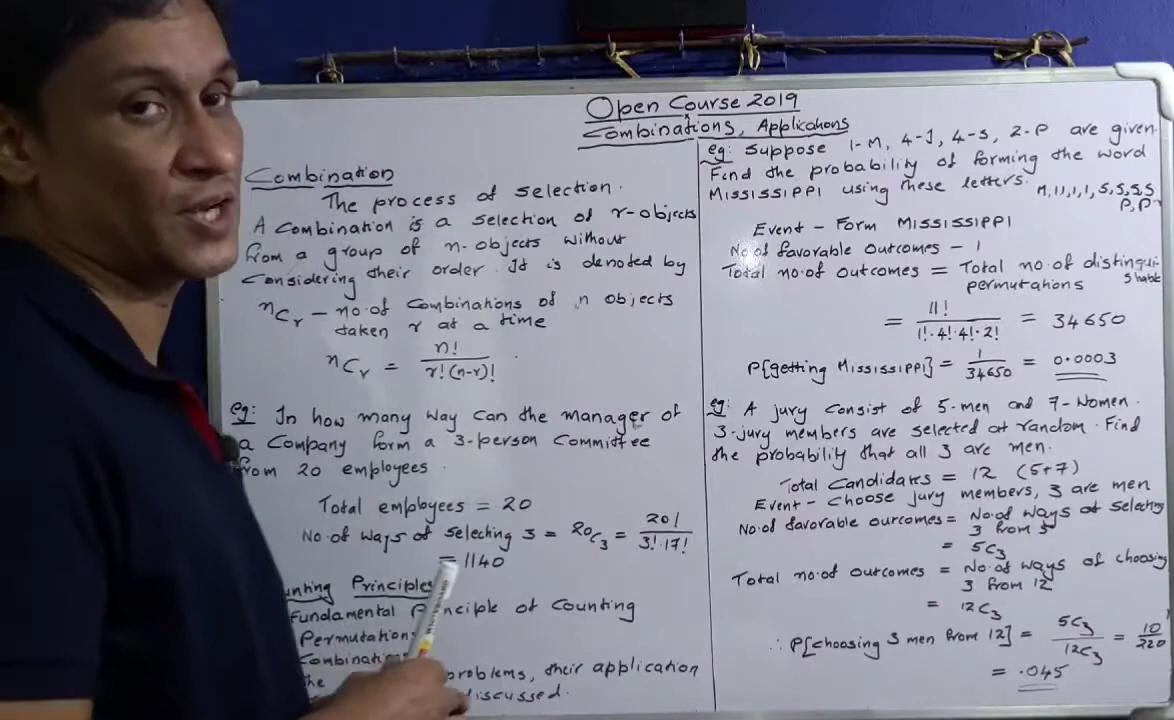 Open Course 2019
Combinations, Applications
Combination
The process of selection.
A combination is a selection of r-objects
from a group of n-objects without
considering their order. It is denoted by
nCr - no. of combinations of n objects
taken r at a time
nCr = n! / r!(n-r)!
eg: In how many way can the manager of
a company form a 3-person committee
from 20 employees.
Total employees = 20
No. of ways of selecting 3 = 20C3 = 20! / 3!·17!
= 1140
unting Principles
Fundamental Principle of Counting
Permutation
Combinatio
the problems, their application
discussed.
eg: Suppose 1-M, 4-I, 4-S, 2-P are given.
Find the probability of forming the word
MISSISSIPPI using these letters. M,I,I,I,I,S,S,S,S
P,P
Event - Form MISSISSIPPI
No. of favorable outcomes - 1
Total no. of outcomes = Total no. of distingui-
permutations shable
= 11! / 1!·4!·4!·2! = 34650
P[getting MISSISSIPPI] = 1/34650 = 0.0003
eg: A jury consist of 5-men and 7-Women.
3-jury members are selected at random. Find
the probability that all 3 are men.
Total candidates = 12 (5+7)
Event - Choose jury members, 3 are men
No. of favorable outcomes = No. of ways of selecting
3 from 5
= 5C3
Total no. of outcomes = No. of ways of choosing
3 from 12
= 12C3
∴ P[choosing 3 men from 12] = 5C3 / 12C3 = 10/220
= .045